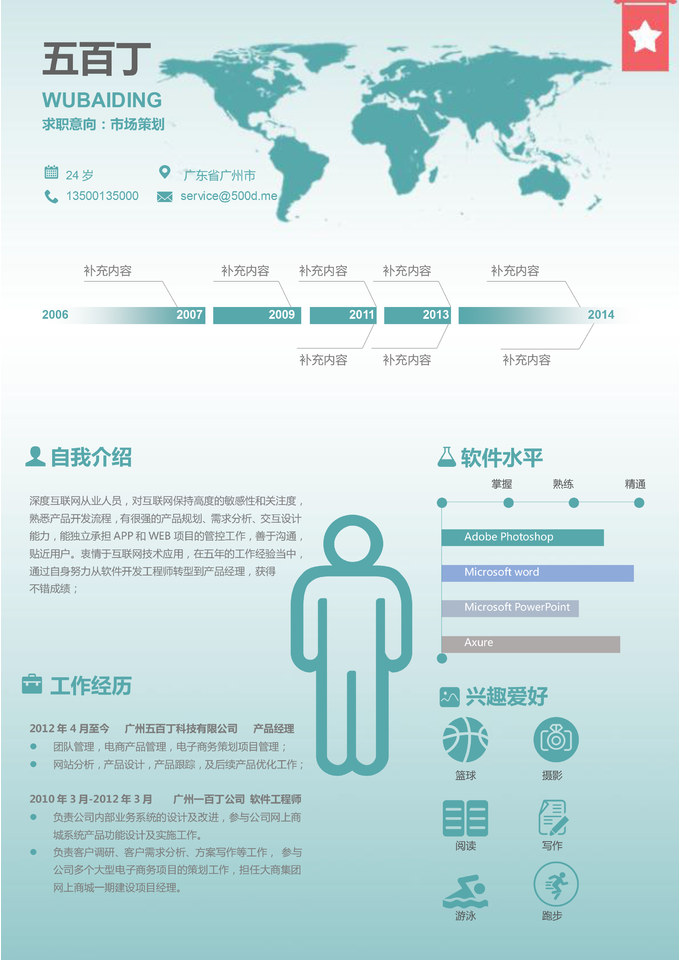 五百丁
WUBAIDING
求职意向：市场策划
24 岁
广东省广州市
13500135000
service@500d.me
补充内容
补充内容
补充内容
补充内容
补充内容
2006
2007
2009
2011
2013
2014
补充内容
补充内容
补充内容
自我介绍
深度互联网从业人员，对互联网保持高度的敏感性和关注度，
熟悉产品开发流程，有很强的产品规划、需求分析、交互设计
能力，能独立承担 APP 和 WEB 项目的管控工作，善于沟通，
贴近用户。衷情于互联网技术应用，在五年的工作经验当中，
通过自身努力从软件开发工程师转型到产品经理，获得
不错成绩；
工作经历
2012 年 4 月至今 广州五百丁科技有限公司 产品经理
● 团队管理，电商产品管理，电子商务策划项目管理；
● 网站分析，产品设计，产品跟踪，及后续产品优化工作；
2010 年 3 月-2012 年 3 月 广州一百丁公司 软件工程师
● 负责公司内部业务系统的设计及改进，参与公司网上商
城系统产品功能设计及实施工作。
● 负责客户调研、客户需求分析、方案写作等工作， 参与
公司多个大型电子商务项目的策划工作，担任大商集团
网上商城一期建设项目经理。
软件水平
掌握
熟练
精通
Adobe Photoshop
Microsoft word
Microsoft PowerPoint
Axure
兴趣爱好
篮球
摄影
阅读
写作
游泳
跑步